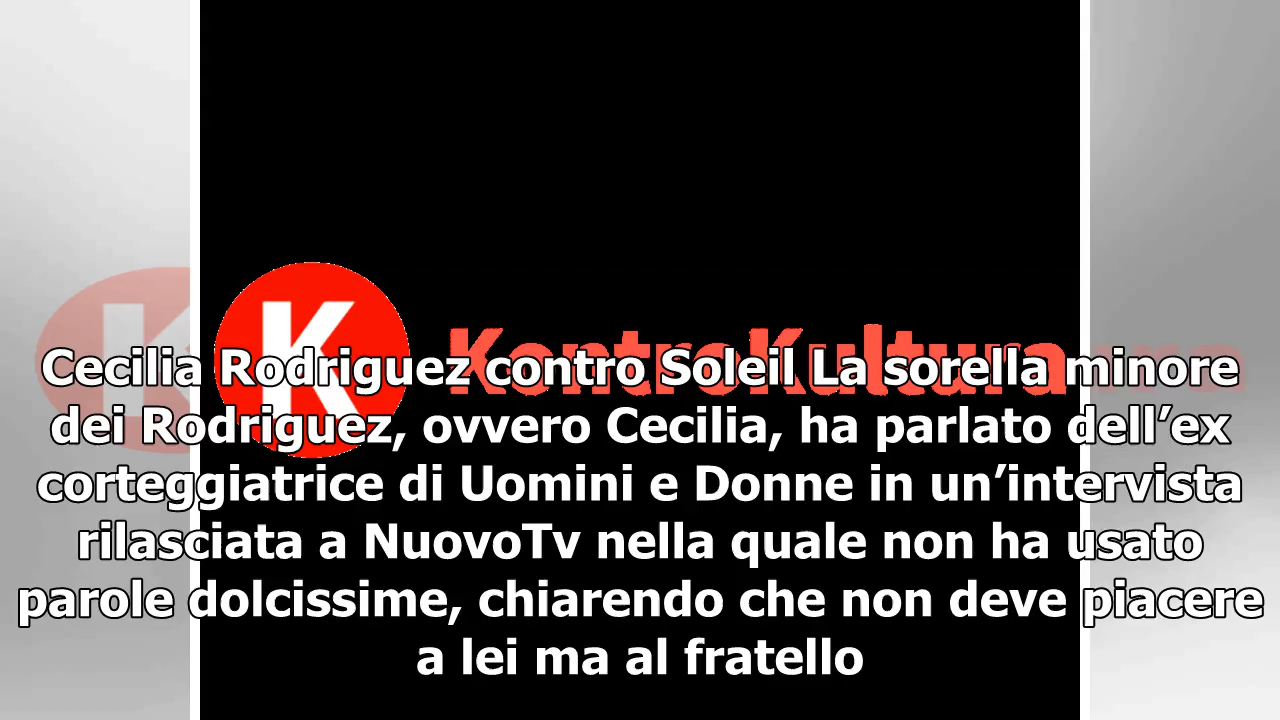 K KontroKultura
Cecilia Rodriguez contro Soleil La sorella minore
dei Rodriguez, ovvero Cecilia, ha parlato dell’ex
corteggiatrice di Uomini e Donne in un’intervista
rilasciata a NuovoTv nella quale non ha usato
parole dolcissime, chiarendo che non deve piacere
a lei ma al fratello